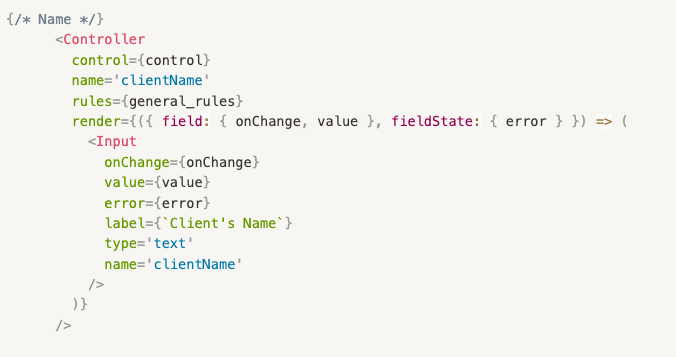 {/* Name */}
<Controller
control={control}
name='clientName'
rules={general_rules}
render={({ field: { onChange, value }, fieldState: { error } }) => (
<Input
onChange={onChange}
value={value}
error={error}
label={`Client's Name`}
type='text'
name='clientName'
/>
)}
/>